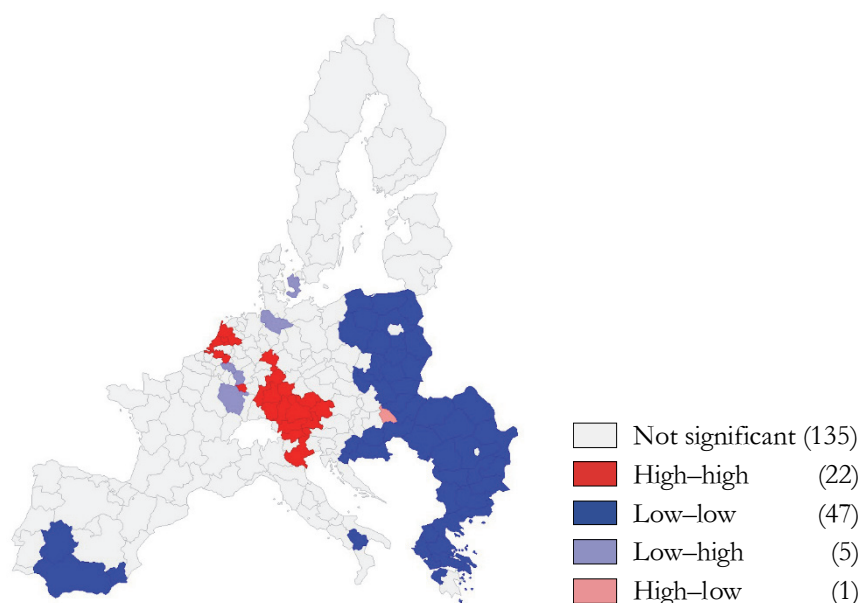 Not significant (135)
High–high (22)
Low–low (47)
Low–high (5)
High–low (1)